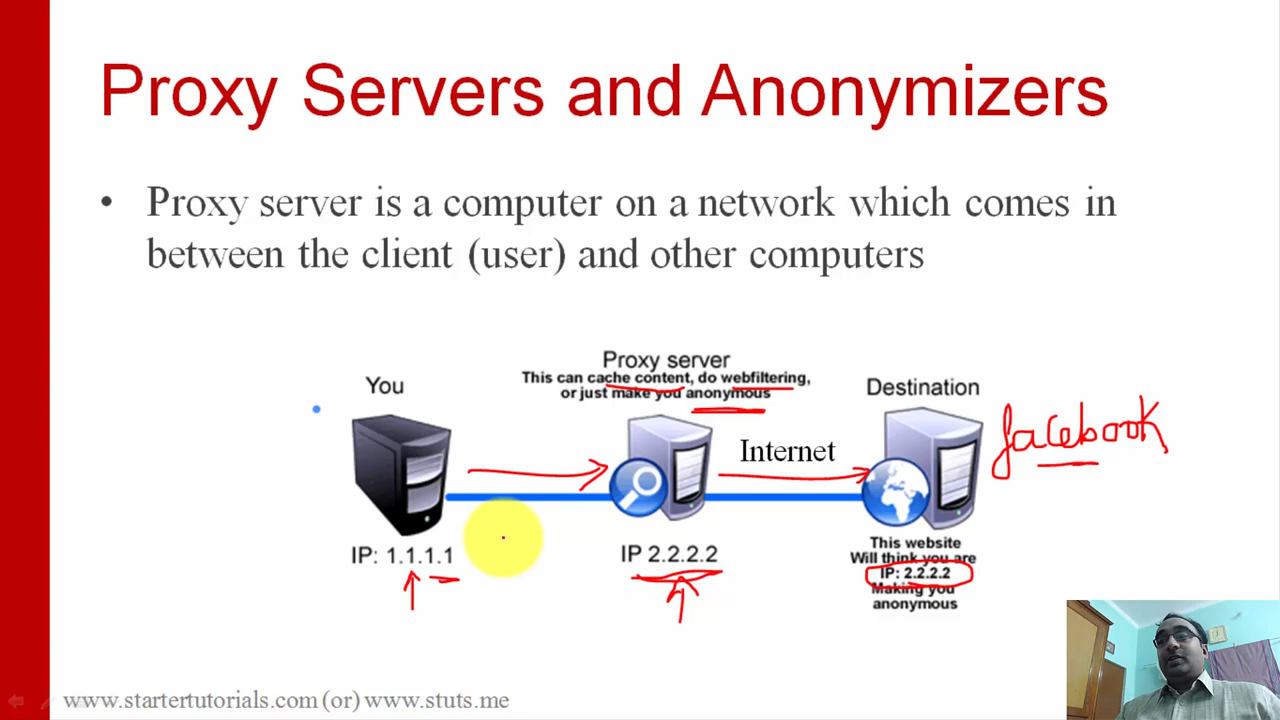 Proxy Servers and Anonymizers
• Proxy server is a computer on a network which comes in
between the client (user) and other computers
Proxy server
This can cache content, do webfiltering,
or just make you anonymous
You
Destination
facebook
Internet
IP: 1.1.1.1
IP 2.2.2.2
This website
Will think you are
IP: 2.2.2.2
Making you
anonymous
www.startertutorials.com (or) www.stuts.me